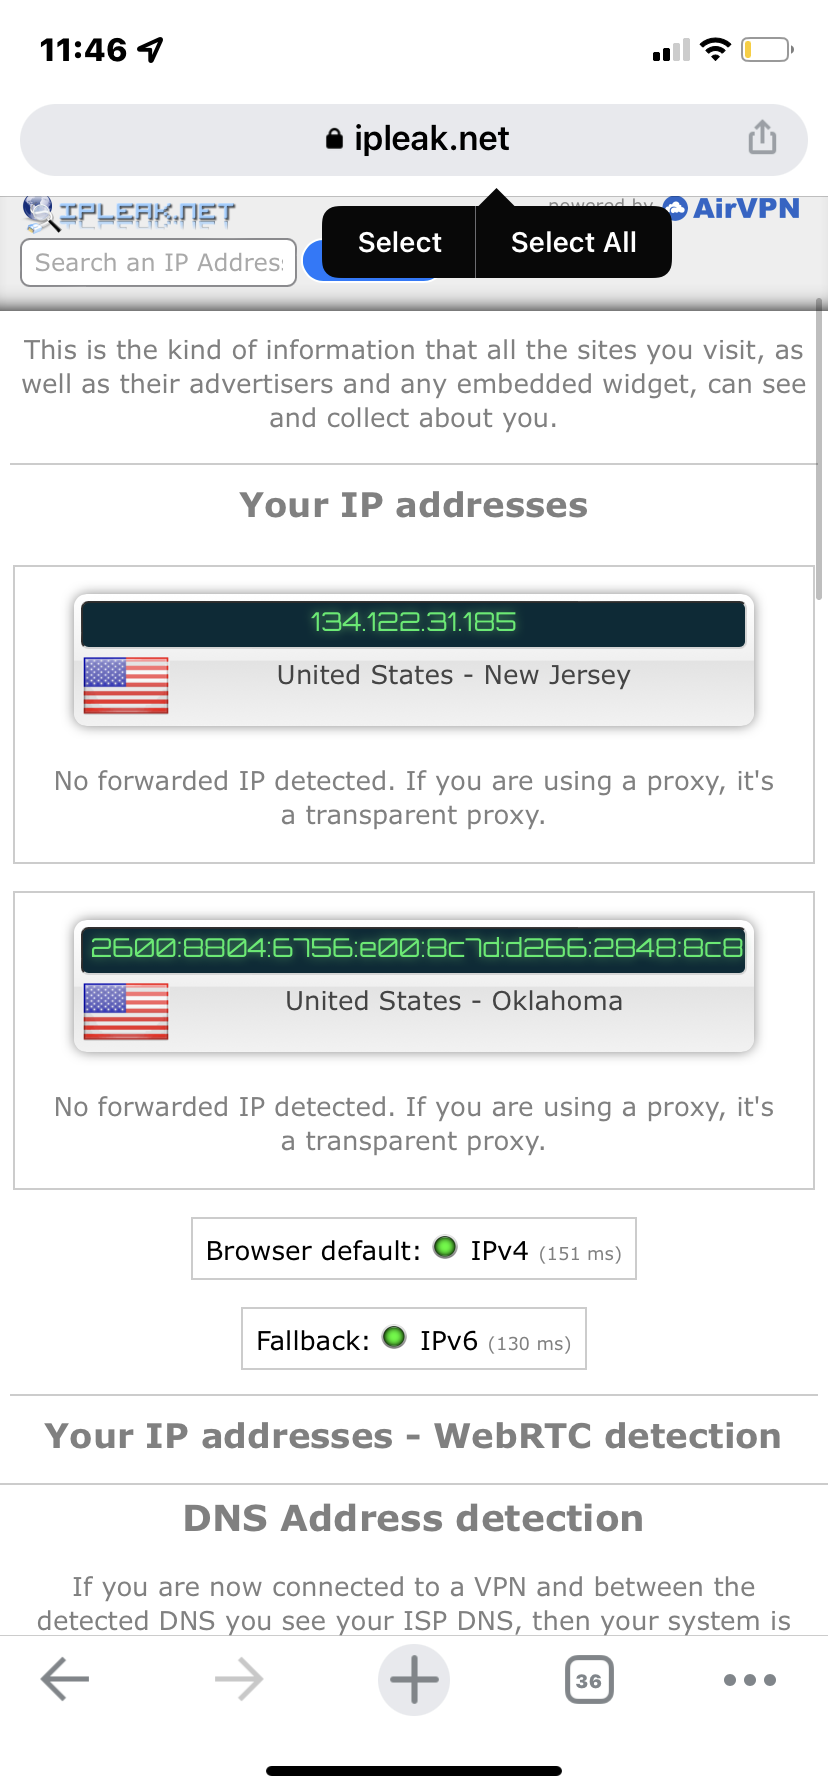 11:46
ipleak.net
IPLEAK.NET
powered by AirVPN
Search an IP Address
Select
Select All
This is the kind of information that all the sites you visit, as
well as their advertisers and any embedded widget, can see
and collect about you.
Your IP addresses
134.122.31.185
United States - New Jersey
No forwarded IP detected. If you are using a proxy, it's
a transparent proxy.
2600:8804:6756:e00:8c7d:d266:2848:8c8
United States - Oklahoma
No forwarded IP detected. If you are using a proxy, it's
a transparent proxy.
Browser default: IPv4 (151 ms)
Fallback: IPv6 (130 ms)
Your IP addresses - WebRTC detection
DNS Address detection
If you are now connected to a VPN and between the
detected DNS you see your ISP DNS, then your system is
36